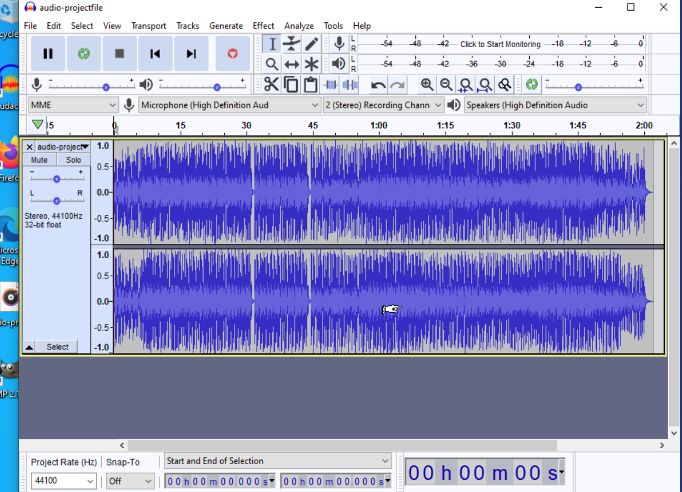 audio-projectfile
File Edit Select View Transport Tracks Generate Effect Analyze Tools Help
L
R
-54 -48 -42 Click to Start Monitoring -18 -12 -6 0
L
R
-54 -48 -42 -36 -30 -24 -18 -12 -6 0
MME Microphone (High Definition Aud 2 (Stereo) Recording Chann Speakers (High Definition Audio
15 0 15 30 45 1:00 1:15 1:30 1:45 2:00
audio-project
Mute Solo
- +
L R
Stereo, 44100Hz
32-bit float
Select
1.0
0.5
0.0
-0.5
-1.0
1.0
0.5
0.0
-0.5
-1.0
Project Rate (Hz) Snap-To Start and End of Selection
44100 Off 00 h 00 m 00.000 s 00 h 00 m 00.000 s
00 h 00 m 00 s
cycle
udac
Firefo
icros
Edge
io-pr
MP 2.